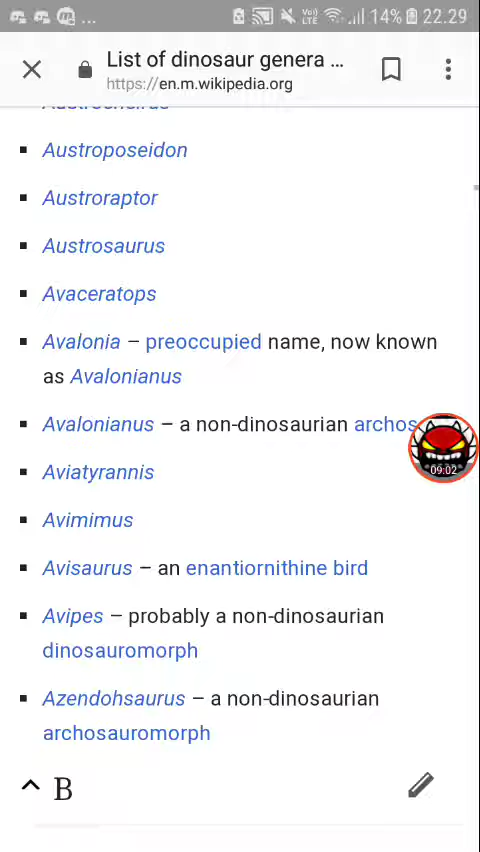 14% 22.29
List of dinosaur genera ...
https://en.m.wikipedia.org
Austroposeidon
Austroraptor
Austrosaurus
Avaceratops
Avalonia – preoccupied name, now known
as Avalonianus
Avalonianus – a non-dinosaurian archos
09:02
Aviatyrannis
Avimimus
Avisaurus – an enantiornithine bird
Avipes – probably a non-dinosaurian
dinosauromorph
Azendohsaurus – a non-dinosaurian
archosauromorph
B